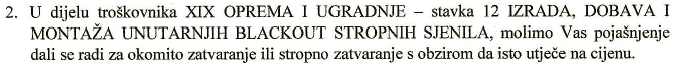 2. U dijelu troškovnika XIX OPREMA I UGRADNJE – stavka 12 IZRADA, DOBAVA I
MONTAŽA UNUTARNJIH BLACKOUT STROPNIH SJENILA, molimo Vas pojašnjenje
dali se radi za okomito zatvaranje ili stropno zatvaranje s obzirom da isto utječe na cijenu.